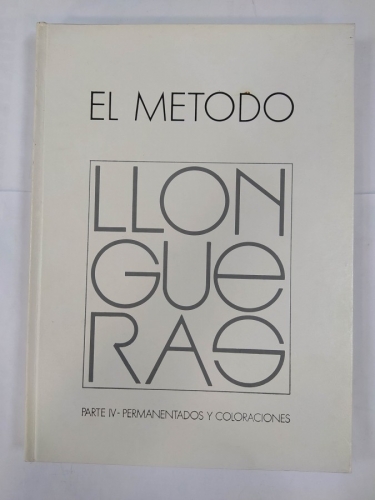 EL METODO
LLON
GUE
RAS
PARTE IV - PERMANENTADOS Y COLORACIONES